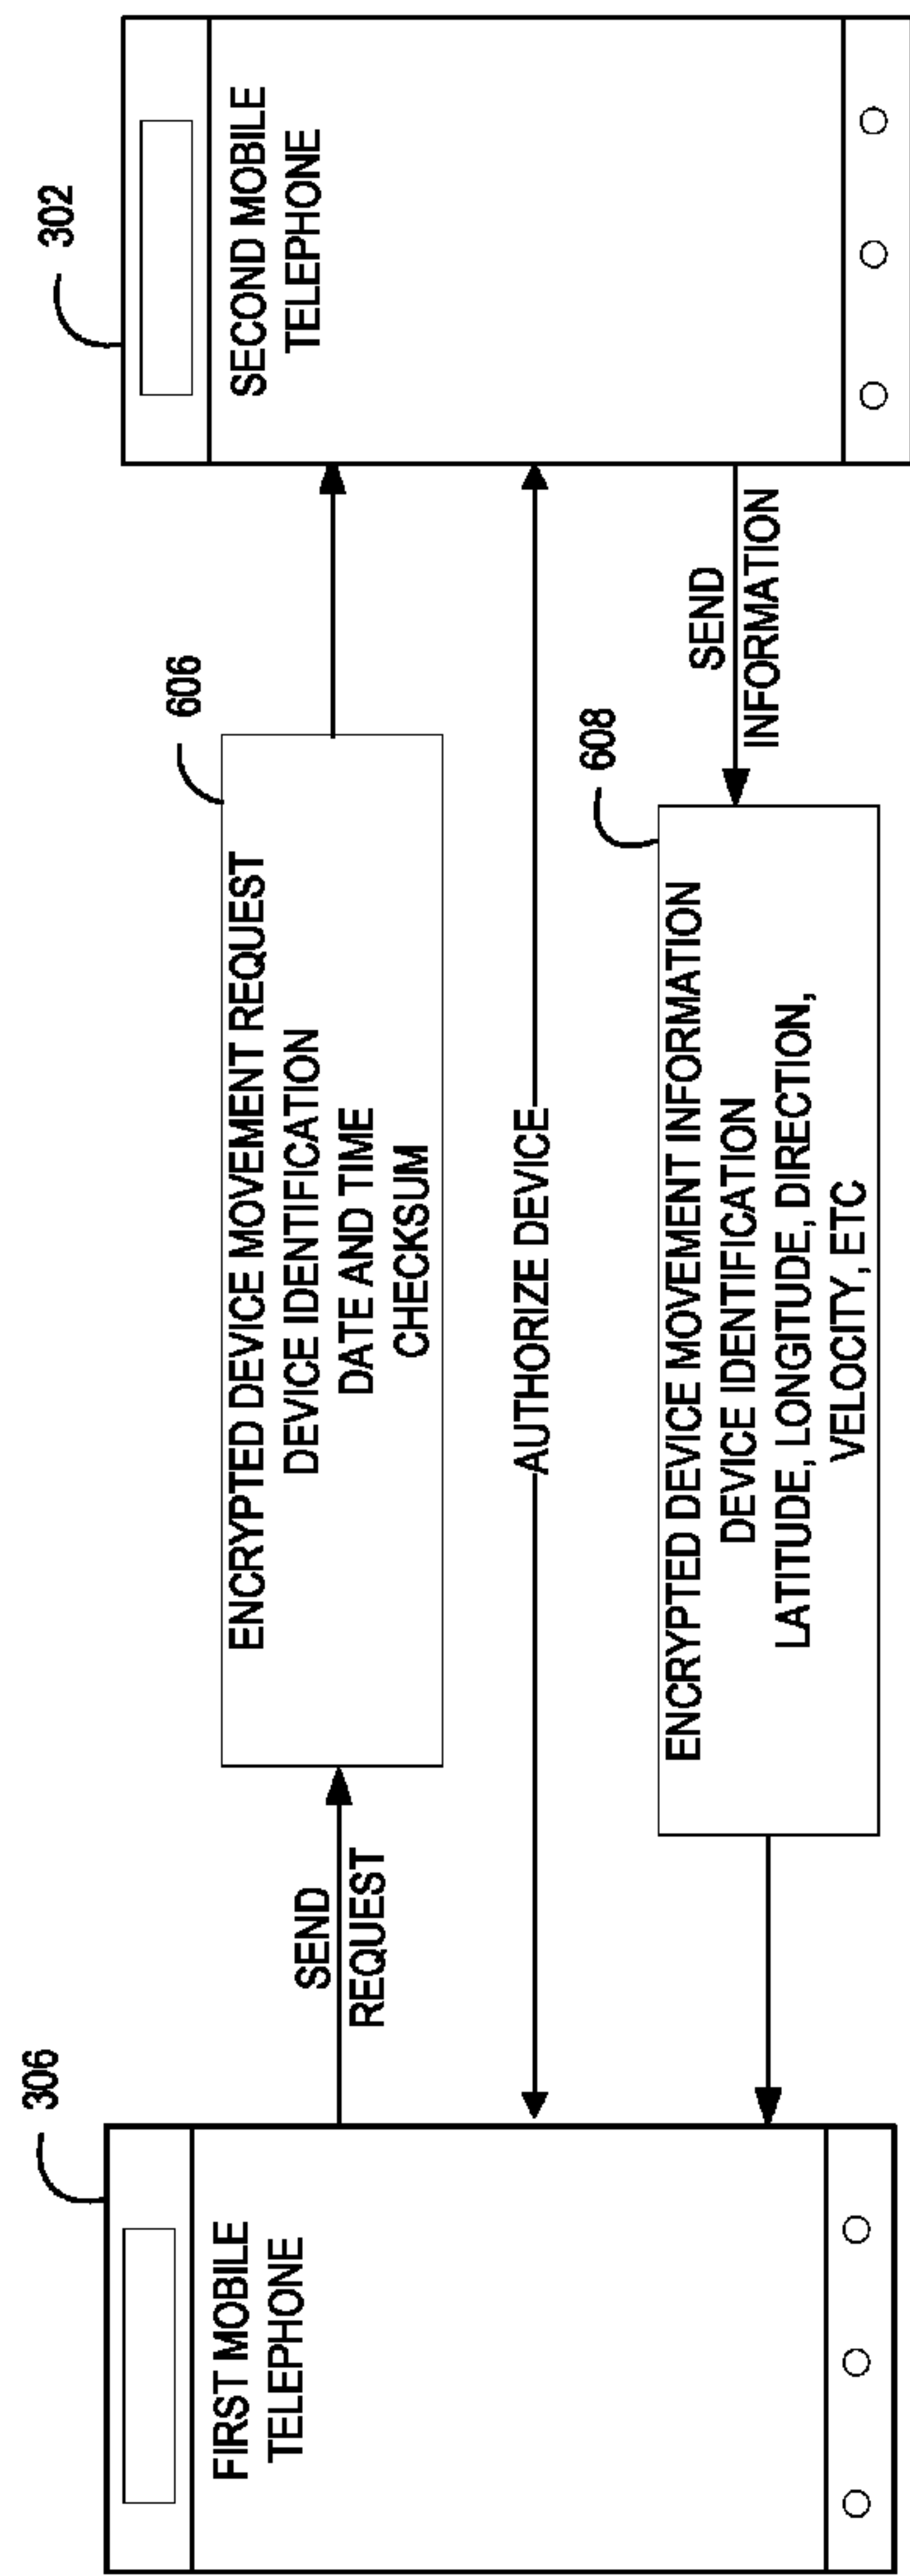 306
FIRST MOBILE
TELEPHONE
SEND
REQUEST
606
ENCRYPTED DEVICE MOVEMENT REQUEST
DEVICE IDENTIFICATION
DATE AND TIME
CHECKSUM
AUTHORIZE DEVICE
608
ENCRYPTED DEVICE MOVEMENT INFORMATION
DEVICE IDENTIFICATION
LATITUDE, LONGITUDE, DIRECTION,
VELOCITY, ETC
SEND
INFORMATION
302
SECOND MOBILE
TELEPHONE